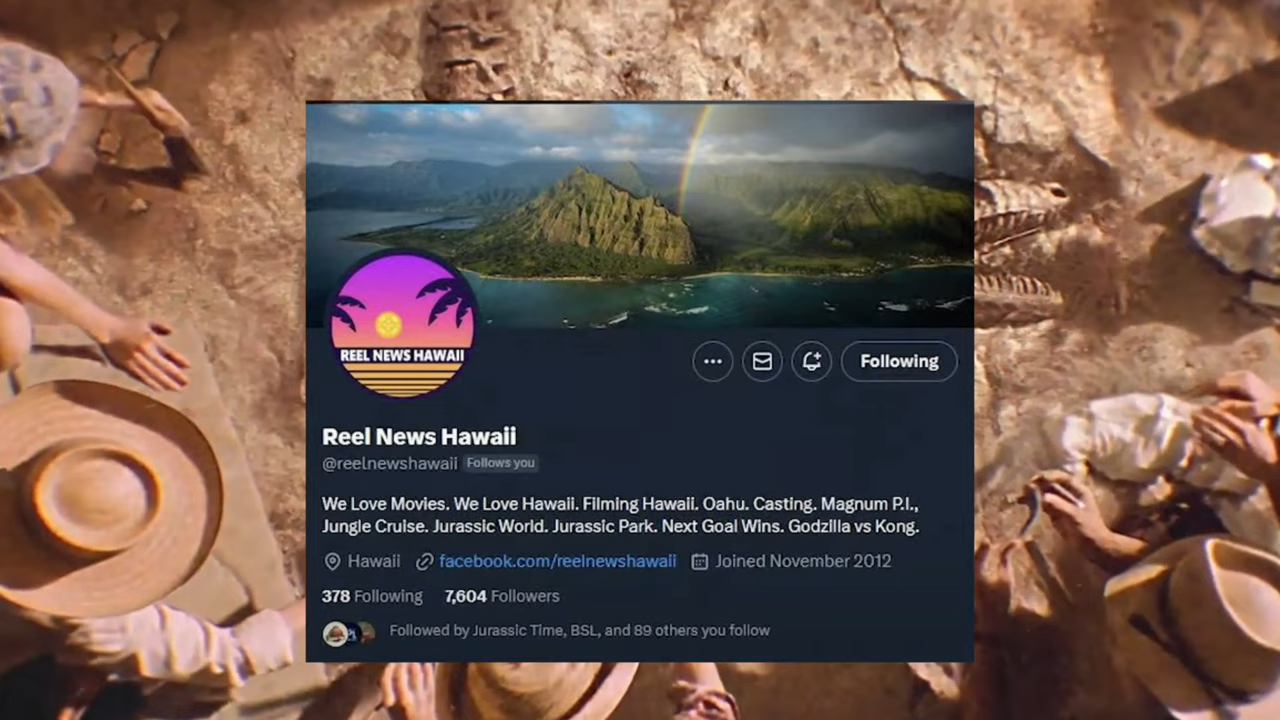 REEL NEWS HAWAII
Following
Reel News Hawaii
@reelnewshawaii Follows you
We Love Movies. We Love Hawaii. Filming Hawaii. Oahu. Casting. Magnum P.I.,
Jungle Cruise. Jurassic World. Jurassic Park. Next Goal Wins. Godzilla vs Kong.
Hawaii facebook.com/reelnewshawaii Joined November 2012
378 Following 7,604 Followers
Followed by Jurassic Time, BSL, and 89 others you follow